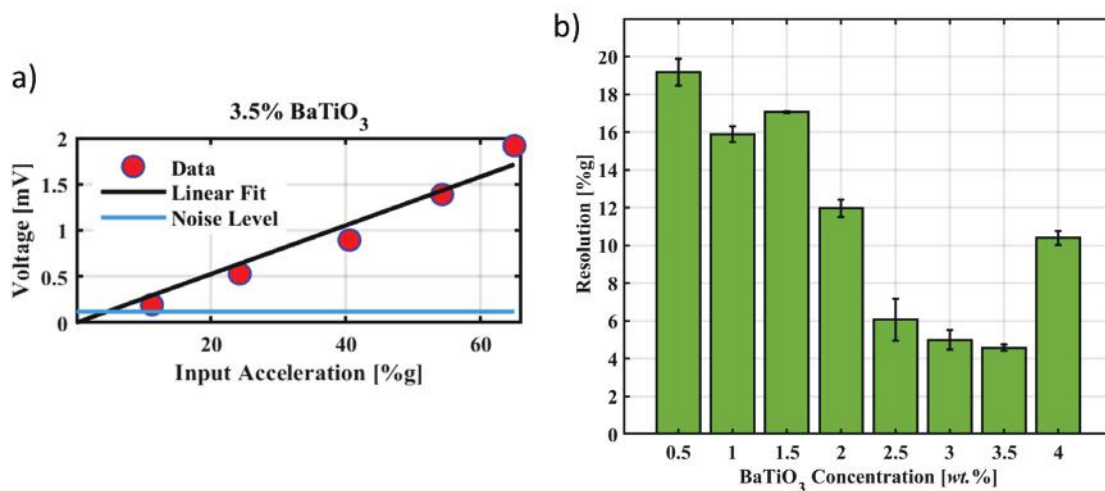 a)
3.5% BaTiO3
Voltage [mV]
2
1.5
1
0.5
0
Data
Linear Fit
Noise Level
20 40 60
Input Acceleration [%g]
b)
Resolution [%g]
20
18
16
14
12
10
8
6
4
2
0
0.5 1 1.5 2 2.5 3 3.5 4
BaTiO3 Concentration [wt.%]